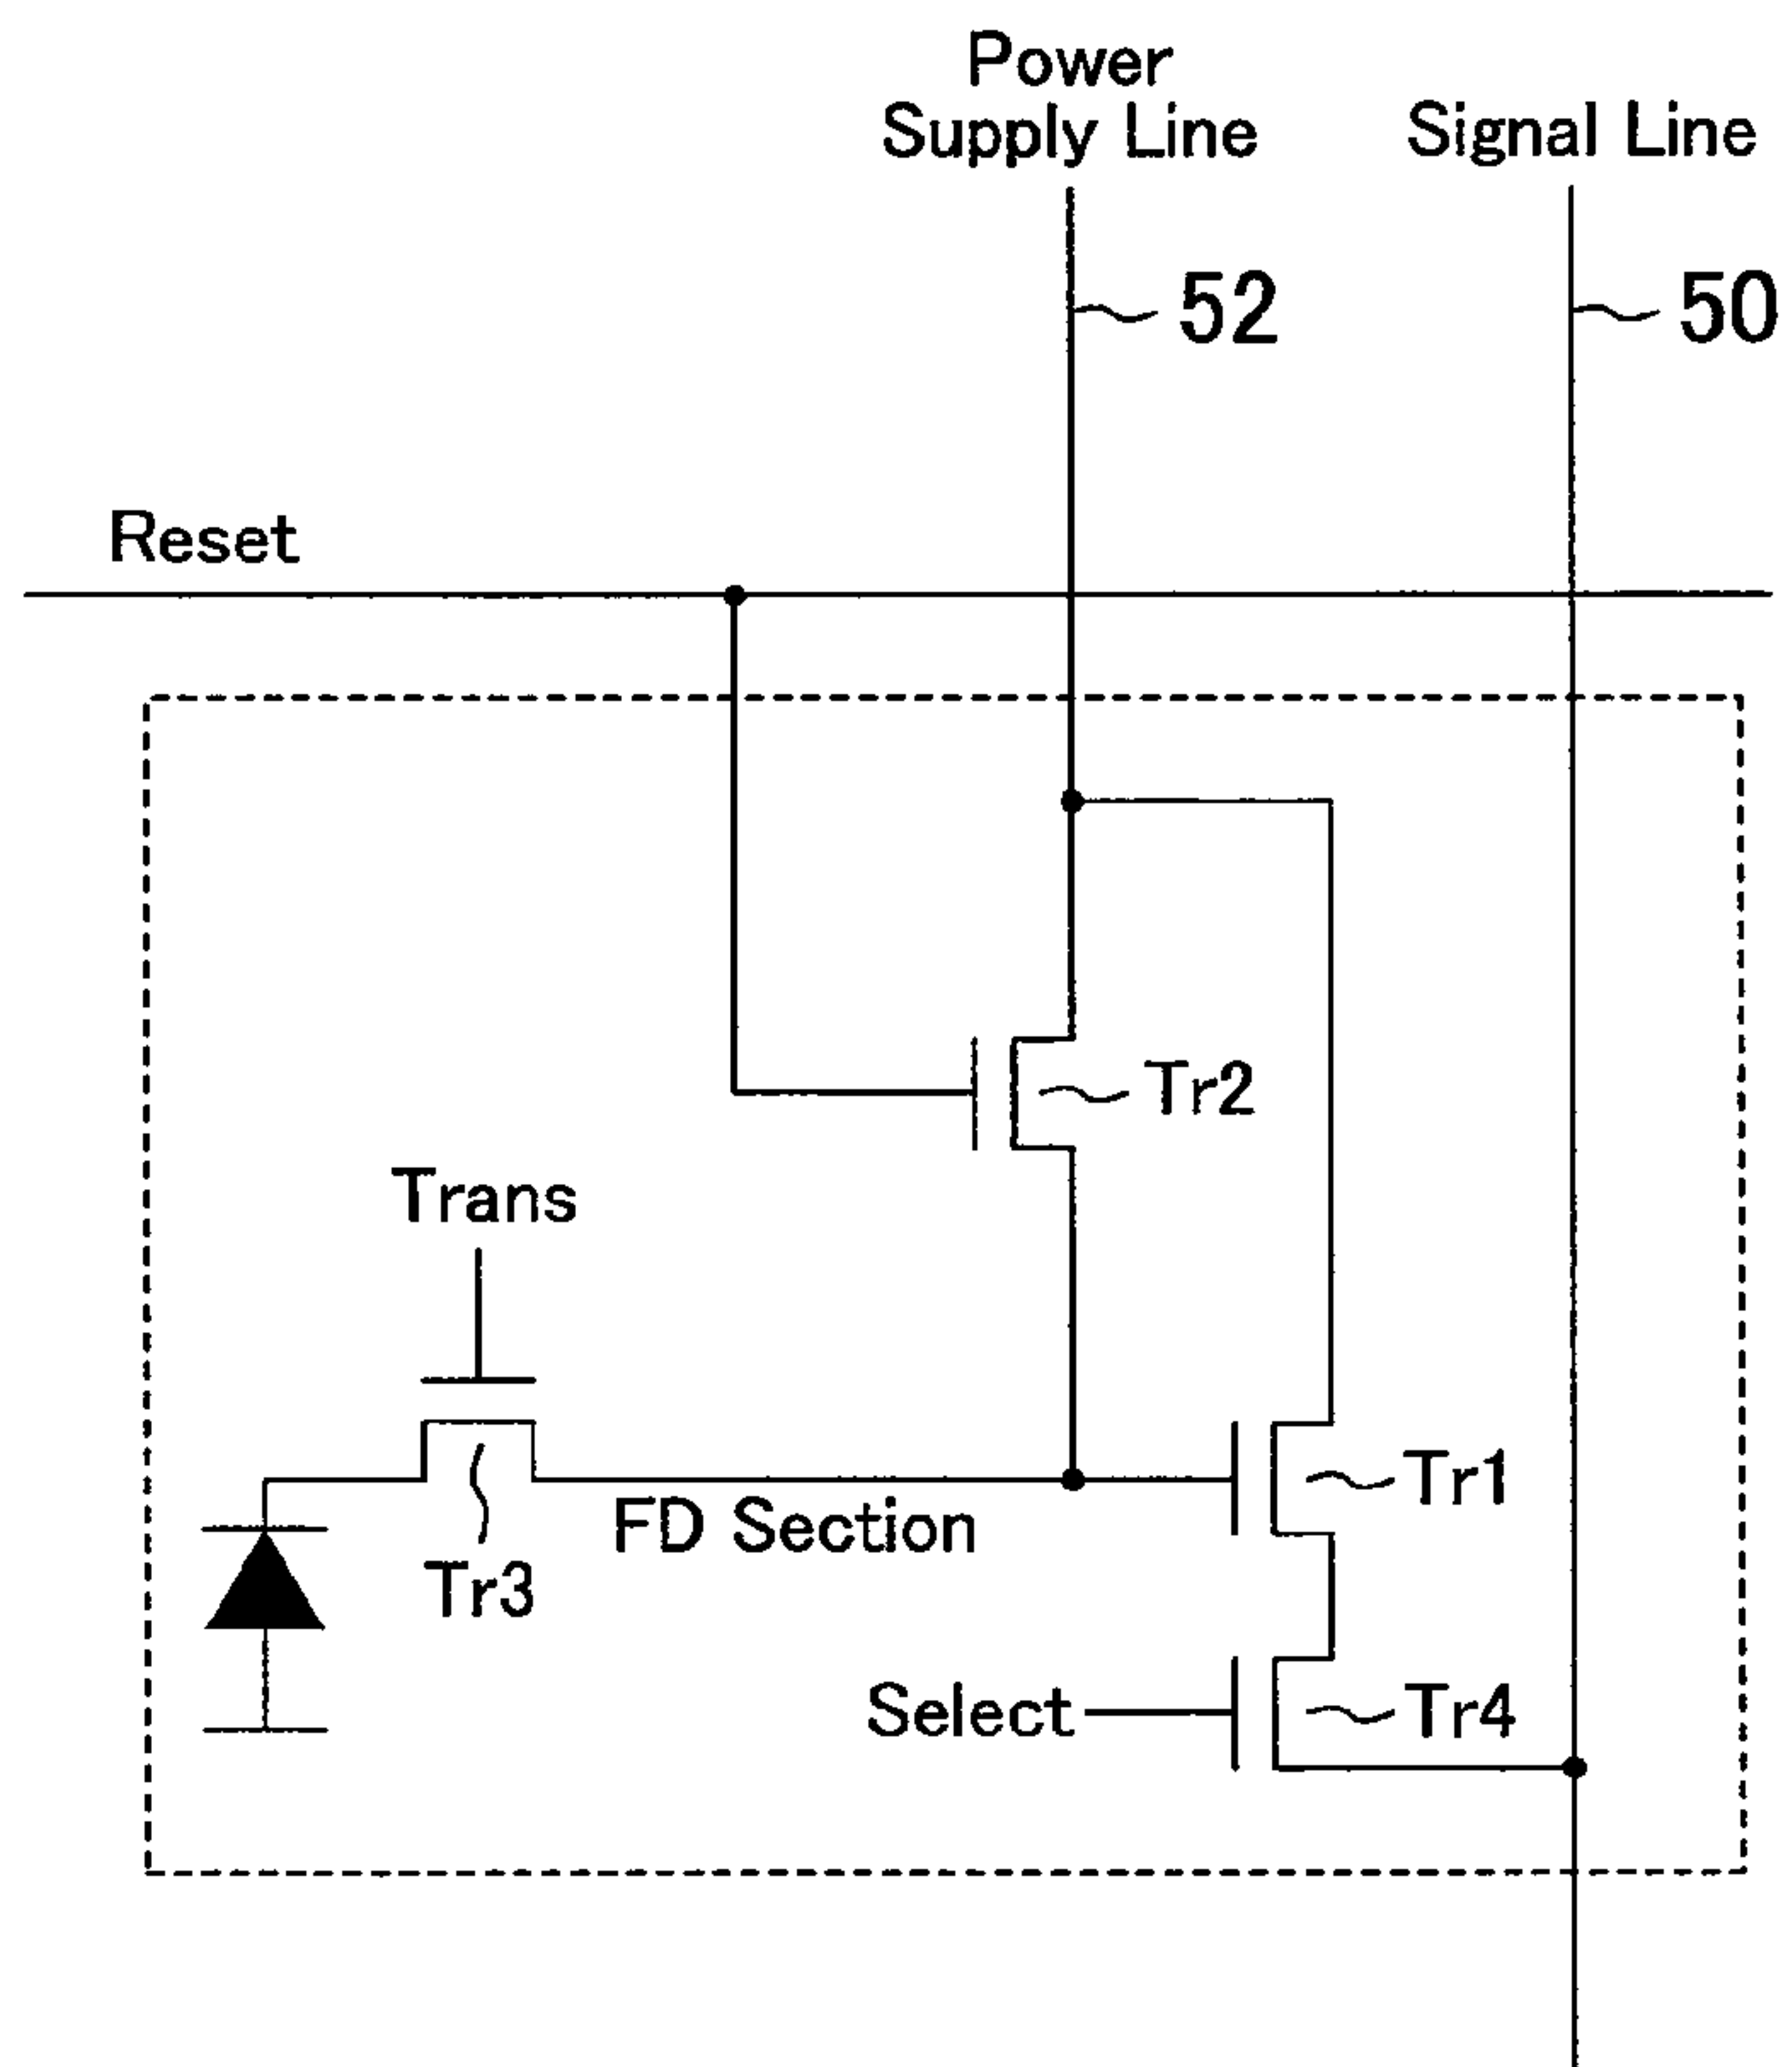 Power
Supply Line
Signal Line
52
50
Reset
Tr2
Trans
Tr1
FD Section
Tr3
Select
Tr4